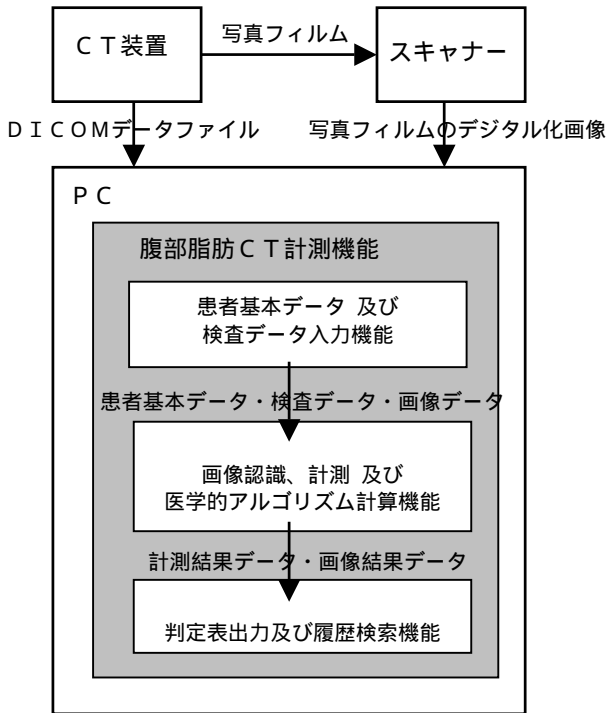 ＣＴ装置
写真フィルム
スキャナー
ＤＩＣＯＭデータファイル
写真フィルムのデジタル化画像
ＰＣ
腹部脂肪ＣＴ計測機能
患者基本データ 及び
検査データ入力機能
患者基本データ・検査データ・画像データ
画像認識、計測 及び
医学的アルゴリズム計算機能
計測結果データ・画像結果データ
判定表出力及び履歴検索機能